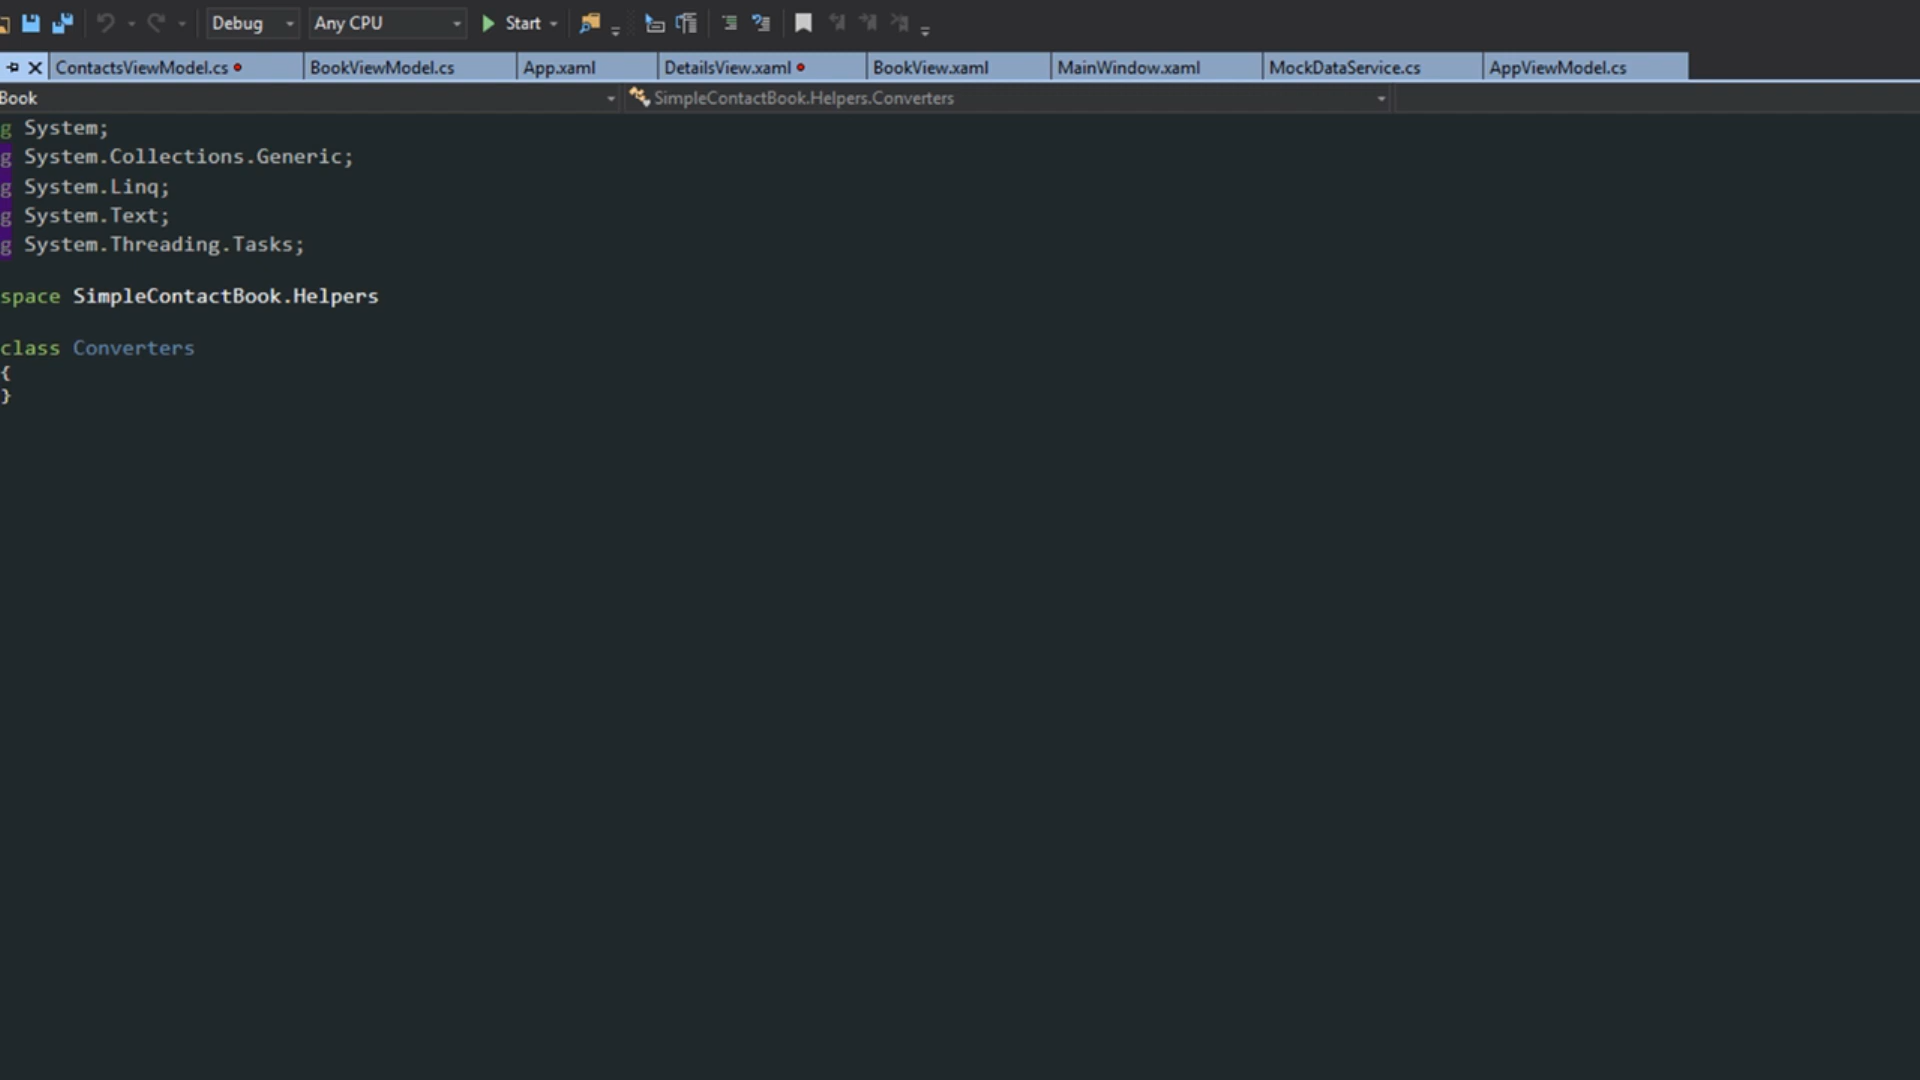 Debug Any CPU Start
ContactsViewModel.cs BookViewModel.cs App.xaml DetailsView.xaml BookView.xaml MainWindow.xaml MockDataService.cs AppViewModel.cs
Book SimpleContactBook.Helpers.Converters
g System;
g System.Collections.Generic;
g System.Linq;
g System.Text;
g System.Threading.Tasks;
space SimpleContactBook.Helpers
class Converters
{
}